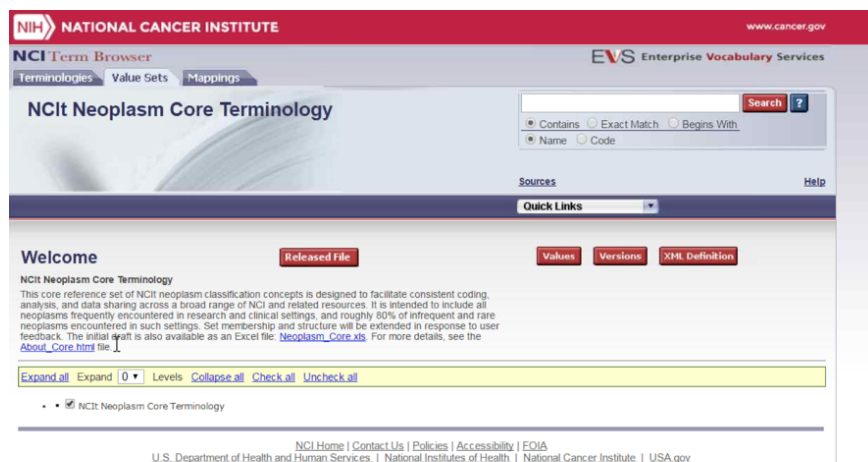 NIH NATIONAL CANCER INSTITUTE
www.cancer.gov
NCI Term Browser
EVS Enterprise Vocabulary Services
Terminologies Value Sets Mappings
NCIt Neoplasm Core Terminology
Search ?
Contains Exact Match Begins With
Name Code
Sources Help
Quick Links
Welcome Released File Values Versions XML Definition
NCIt Neoplasm Core Terminology
This core reference set of NCIt neoplasm classification concepts is designed to facilitate consistent coding,
analysis, and data sharing across a broad range of NCI and related resources. It is intended to include all
neoplasms frequently encountered in research and clinical settings, and roughly 80% of infrequent and rare
neoplasms encountered in such settings. Set membership and structure will be extended in response to user
feedback. The initial draft is also available as an Excel file: Neoplasm_Core.xls. For more details, see the
About_Core.html file.
Expand all Expand 0 Levels Collapse all Check all Uncheck all
NCIt Neoplasm Core Terminology
NCI Home | Contact Us | Policies | Accessibility | FOIA
U.S. Department of Health and Human Services | National Institutes of Health | National Cancer Institute | USA.gov